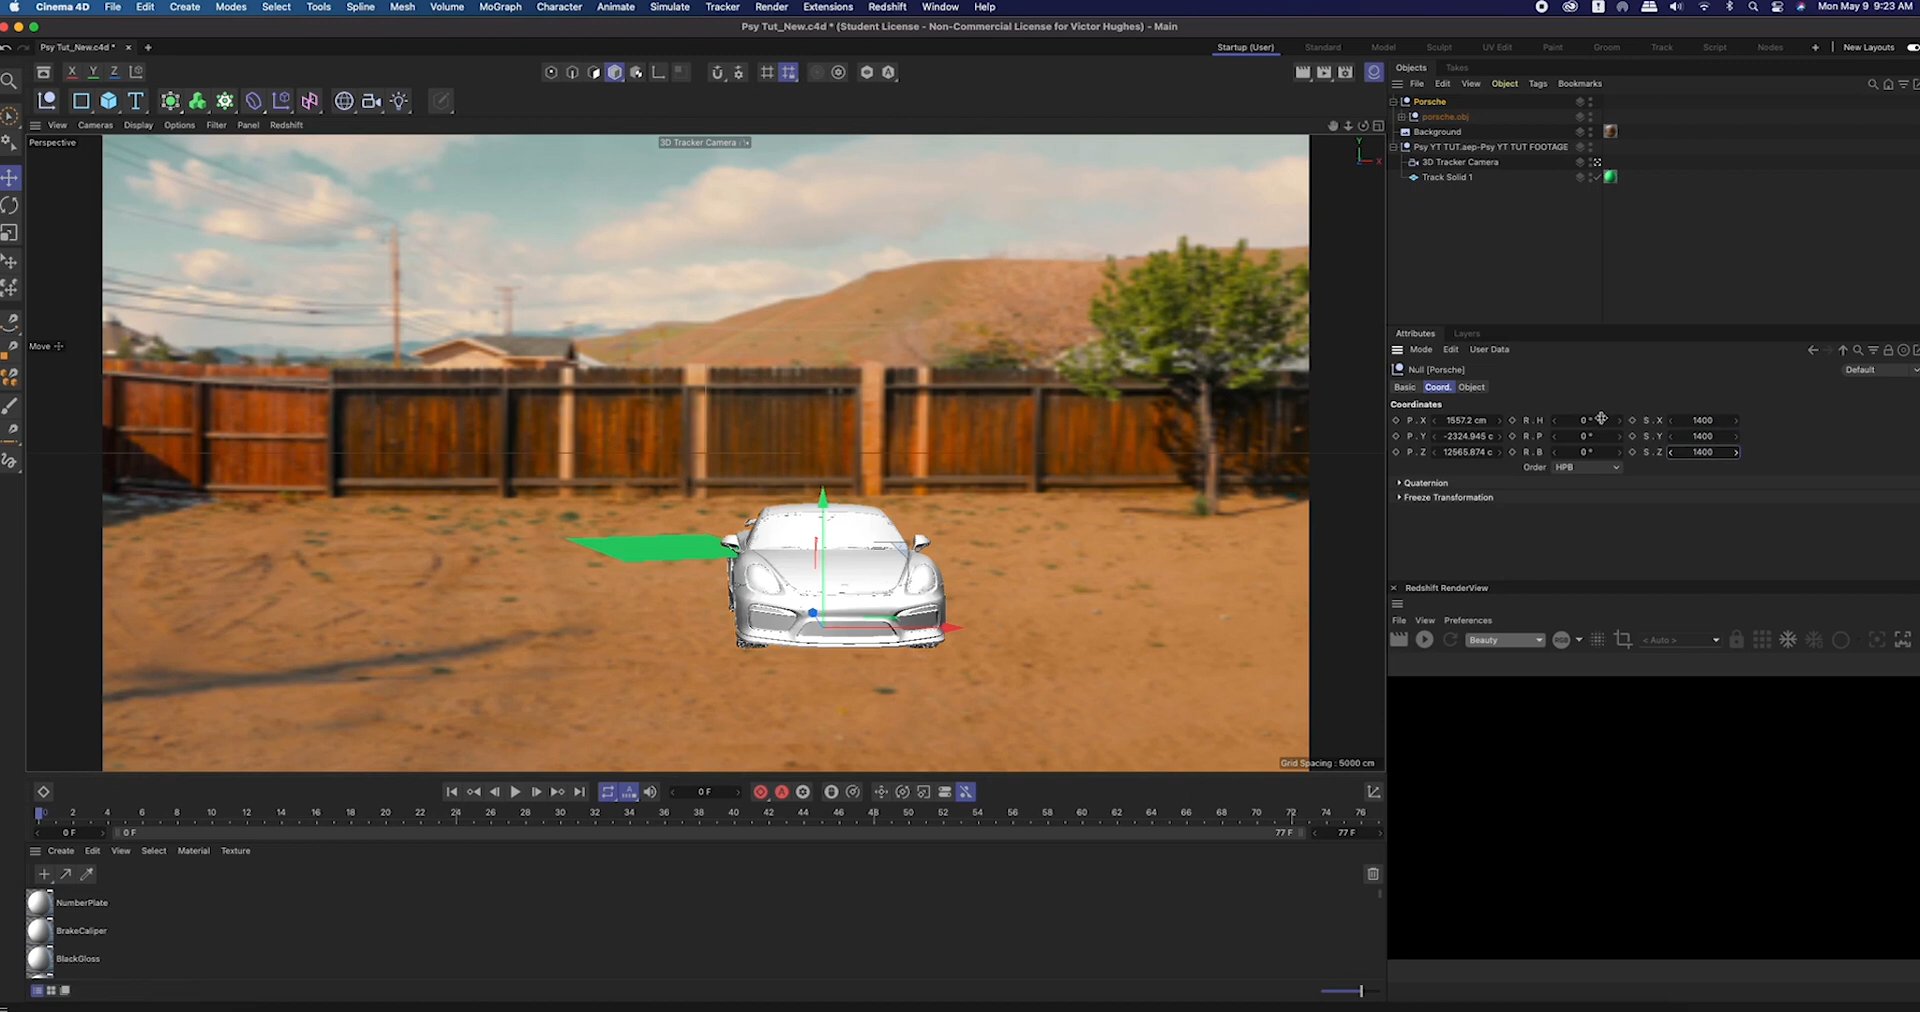 Cinema 4D File Edit Create Modes Select Tools Spline Mesh Volume MoGraph Character Animate Simulate Tracker Render Extensions Redshift Window Help Mon May 9 9:23 AM
Psy Tut_New.c4d * (Student License - Non-Commercial License for Victor Hughes) - Main
Psy Tut_New.c4d * × + Startup (User) Standard Model Sculpt UV Edit Paint Groom Track Script Nodes + New Layouts
X Y Z
Objects Takes
File Edit View Object Tags Bookmarks
Porsche
porsche.obj
Background
Psy YT TUT.aep-Psy YT TUT FOOTAGE
3D Tracker Camera
Track Solid 1
View Cameras Display Options Filter Panel Redshift
Perspective
3D Tracker Camera
Y
X
Move
Grid Spacing : 5000 cm
Attributes Layers
Mode Edit User Data
Null [Porsche]
Default
Basic Coord. Object
Coordinates
P . X 1557.2 cm R . H 0 ° S . X 1400
P . Y -2324.945 c R . P 0 ° S . Y 1400
P . Z 12565.874 c R . B 0 ° S . Z 1400
Order HPB
Quaternion
Freeze Transformation
Redshift RenderView
File View Preferences
Beauty RGB < Auto >
0 F
0 2 4 6 8 10 12 14 16 18 20 22 24 26 28 30 32 34 36 38 40 42 44 46 48 50 52 54 56 58 60 62 64 66 68 70 72 74 76
0 F 0 F 77 F 77 F
Create Edit View Select Material Texture
NumberPlate
BrakeCaliper
BlackGloss